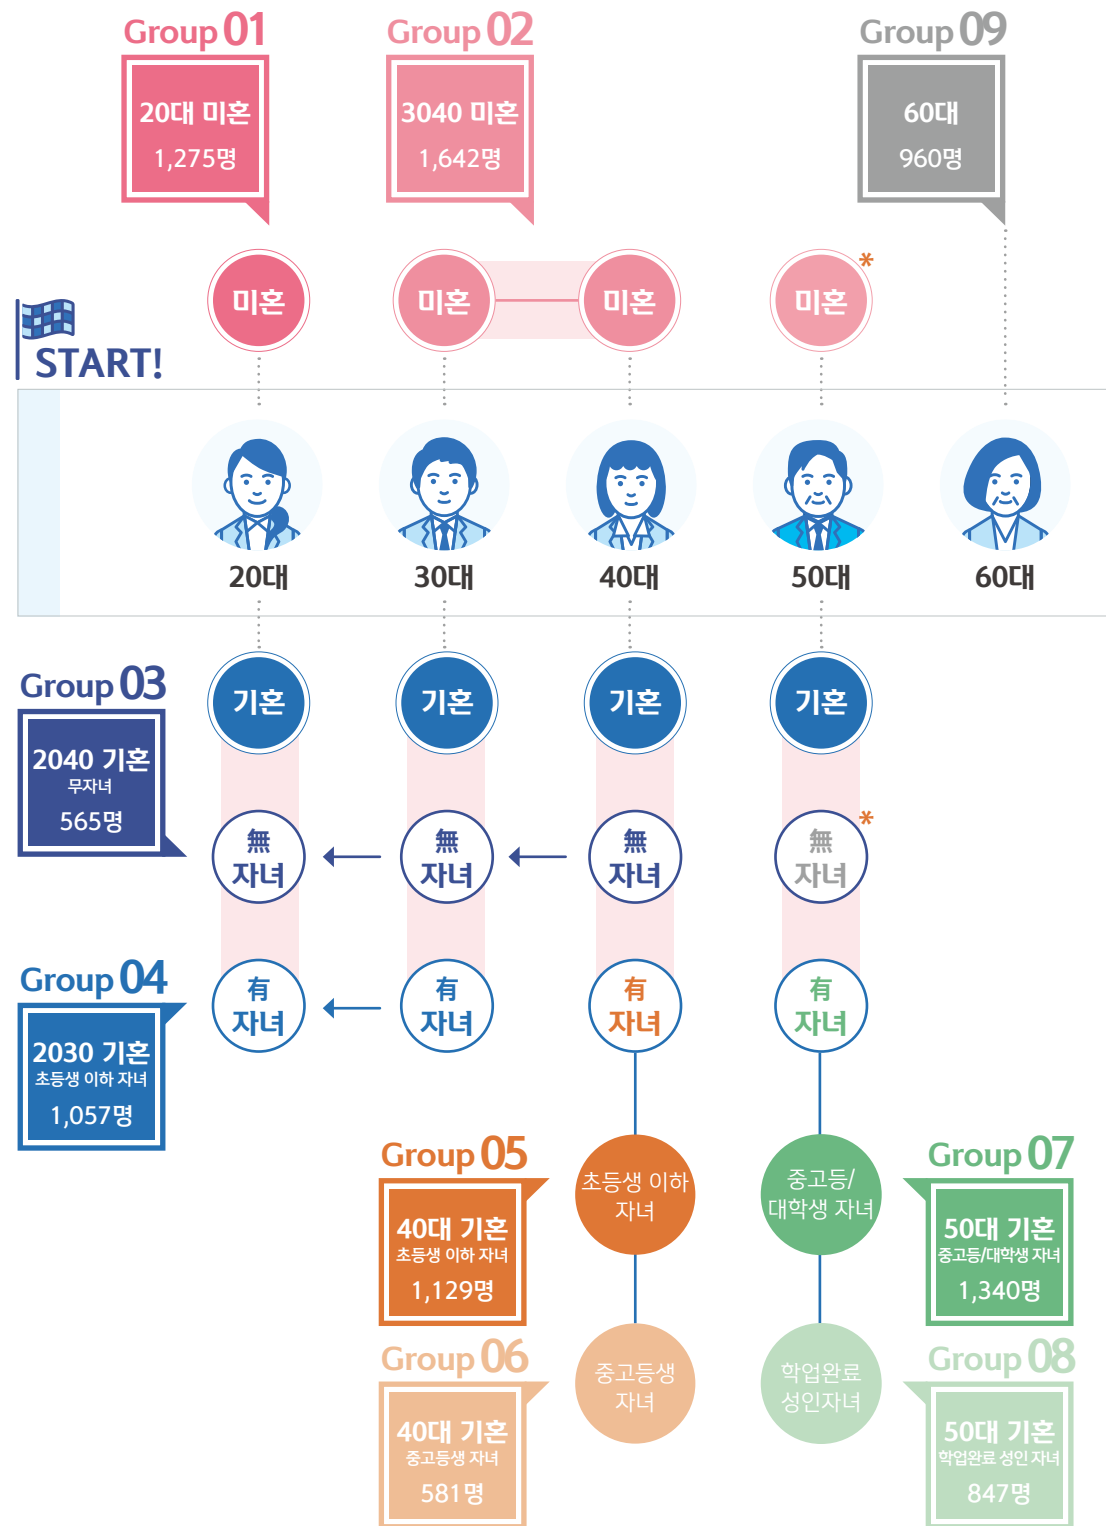 Group 01
20대 미혼
1,275명
Group 02
3040 미혼
1,642명
Group 09
60대
960명
미혼
미혼
미혼
미혼
*
START!
20대
30대
40대
50대
60대
기혼
기혼
기혼
기혼
Group 03
2040 기혼
무자녀
565명
無
자녀
無
자녀
無
자녀
無
자녀
*
Group 04
2030 기혼
초등생 이하 자녀
1,057명
有
자녀
有
자녀
有
자녀
有
자녀
Group 05
40대 기혼
초등생 이하 자녀
1,129명
초등생 이하
자녀
중고등/
대학생 자녀
Group 07
50대 기혼
중고등/대학생 자녀
1,340명
Group 06
40대 기혼
중고등생 자녀
581명
중고등생
자녀
학업완료
성인자녀
Group 08
50대 기혼
학업완료 성인 자녀
847명